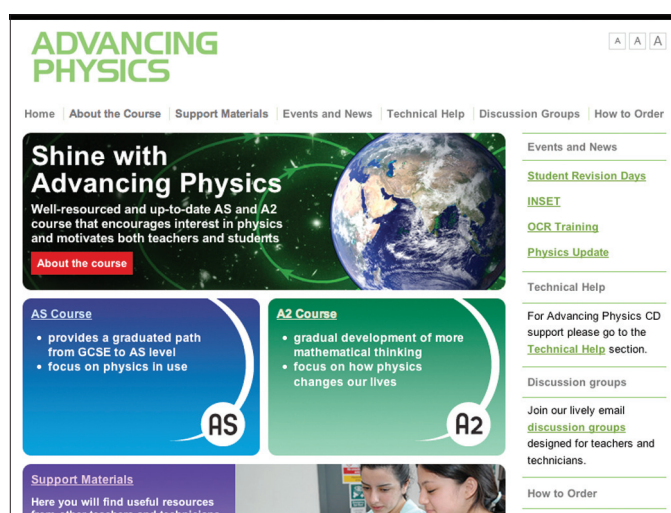 ADVANCING
PHYSICS
A A A
Home About the Course Support Materials Events and News Technical Help Discussion Groups How to Order
Shine with
Advancing Physics
Well-resourced and up-to-date AS and A2
course that encourages interest in physics
and motivates both teachers and students
About the course
AS Course
• provides a graduated path
from GCSE to AS level
• focus on physics in use
AS
A2 Course
• gradual development of more
mathematical thinking
• focus on how physics
changes our lives
A2
Support Materials
Here you will find useful resources
from other teachers and technicians
Events and News
Student Revision Days
INSET
OCR Training
Physics Update
Technical Help
For Advancing Physics CD
support please go to the
Technical Help section.
Discussion groups
Join our lively email
discussion groups
designed for teachers and
technicians.
How to Order